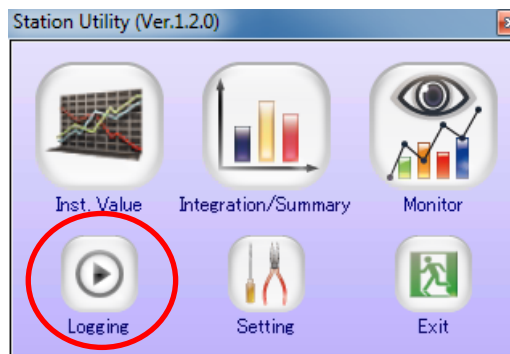 Station Utility (Ver.1.2.0)
Inst. Value Integration/Summary Monitor
Logging Setting Exit